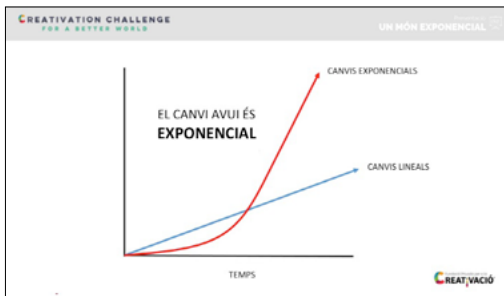 CREATIVATION CHALLENGE
FOR A BETTER WORLD
UN MÓN EXPONENCIAL
CANVIS EXPONENCIALS
EL CANVI AVUI ÉS
EXPONENCIAL
CANVIS LINEALS
TEMPS
CREATIVACIÓ